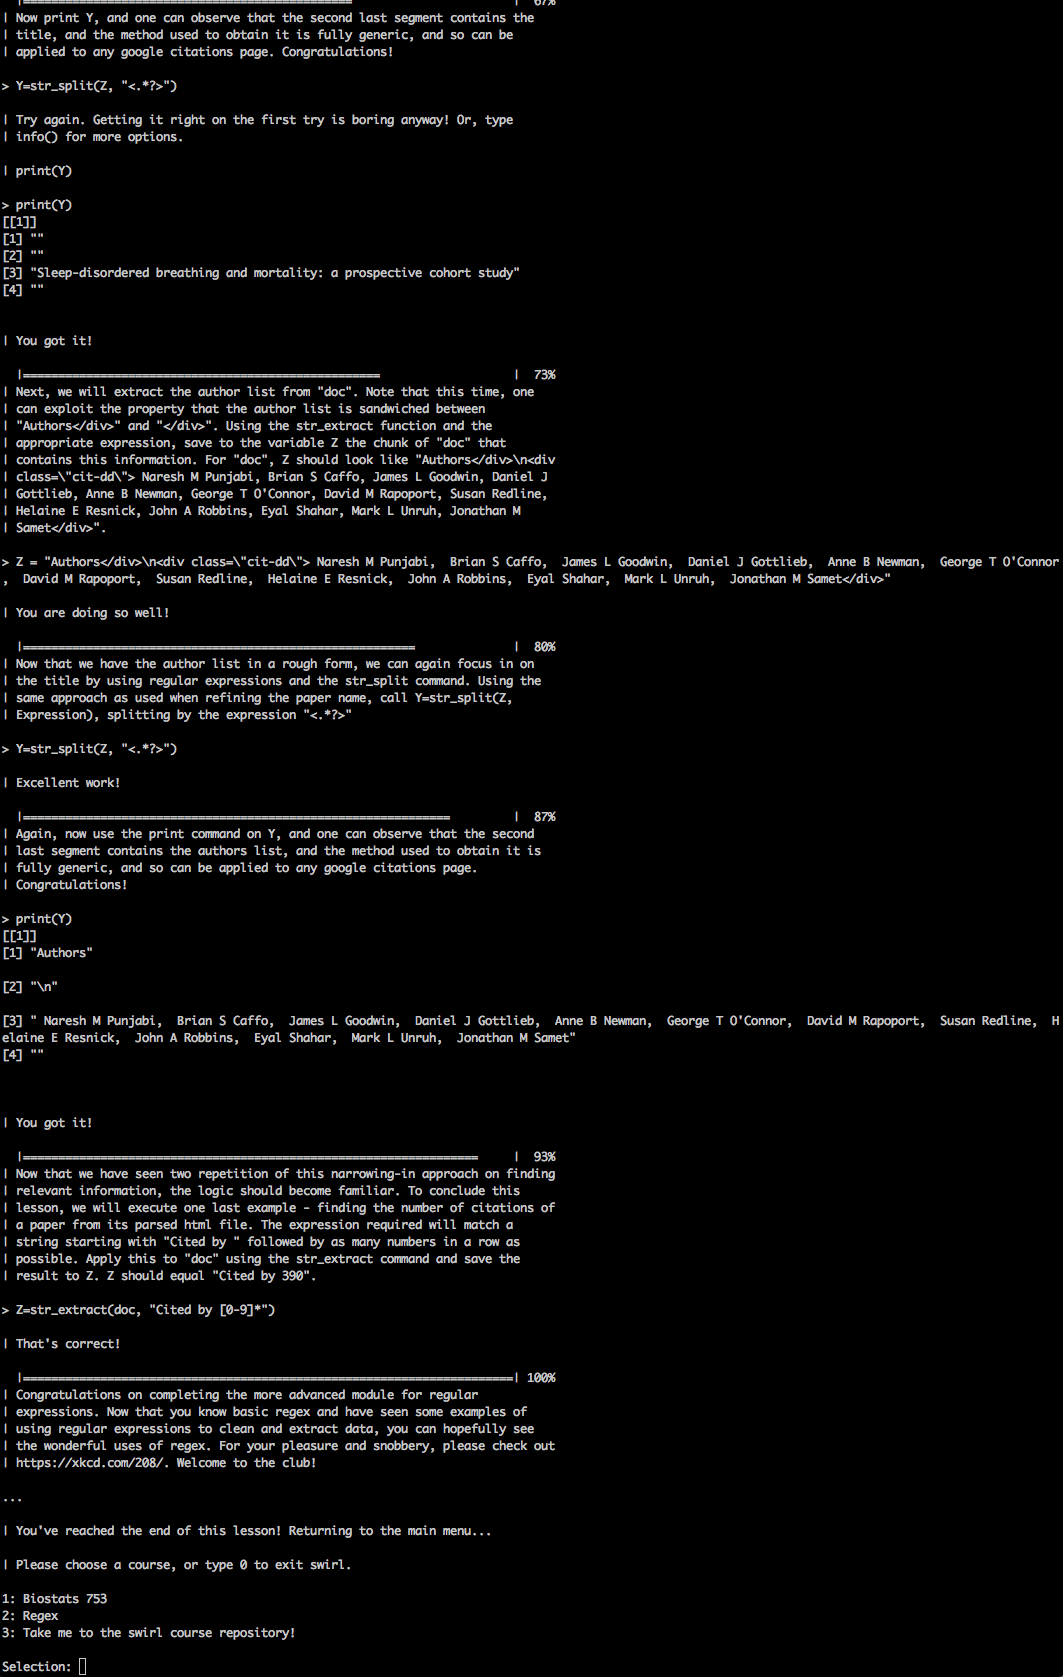 |===============================================                       |  67%
| Now print Y, and one can observe that the second last segment contains the
| title, and the method used to obtain it is fully generic, and so can be
| applied to any google citations page. Congratulations!
> Y=str_split(Z, "<.*?>")
| Try again. Getting it right on the first try is boring anyway! Or, type
| info() for more options.
| print(Y)
> print(Y)
[[1]]
[1] ""
[2] ""
[3] "Sleep-disordered breathing and mortality: a prospective cohort study"
[4] ""
| You got it!
|===================================================                   |  73%
| Next, we will extract the author list from "doc". Note that this time, one
| can exploit the property that the author list is sandwiched between
| "Authors</div>" and "</div>". Using the str_extract function and the
| appropriate expression, save to the variable Z the chunk of "doc" that
| contains this information. For "doc", Z should look like "Authors</div>\n<div
| class=\"cit-dd\"> Naresh M Punjabi, Brian S Caffo, James L Goodwin, Daniel J
| Gottlieb, Anne B Newman, George T O'Connor, David M Rapoport, Susan Redline,
| Helaine E Resnick, John A Robbins, Eyal Shahar, Mark L Unruh, Jonathan M
| Samet</div>".
> Z = "Authors</div>\n<div class=\"cit-dd\"> Naresh M Punjabi,  Brian S Caffo,  James L Goodwin,  Daniel J Gottlieb,  Anne B Newman,  George T O'Connor
,  David M Rapoport,  Susan Redline,  Helaine E Resnick,  John A Robbins,  Eyal Shahar,  Mark L Unruh,  Jonathan M Samet</div>"
| You are doing so well!
|========================================================              |  80%
| Now that we have the author list in a rough form, we can again focus in on
| the title by using regular expressions and the str_split command. Using the
| same approach as used when refining the paper name, call Y=str_split(Z,
| Expression), splitting by the expression "<.*?>"
> Y=str_split(Z, "<.*?>")
| Excellent work!
|=============================================================         |  87%
| Again, now use the print command on Y, and one can observe that the second
| last segment contains the authors list, and the method used to obtain it is
| fully generic, and so can be applied to any google citations page.
| Congratulations!
> print(Y)
[[1]]
[1] "Authors"
[2] "\n"
[3] " Naresh M Punjabi,  Brian S Caffo,  James L Goodwin,  Daniel J Gottlieb,  Anne B Newman,  George T O'Connor,  David M Rapoport,  Susan Redline,  H
elaine E Resnick,  John A Robbins,  Eyal Shahar,  Mark L Unruh,  Jonathan M Samet"
[4] ""
| You got it!
|=================================================================     |  93%
| Now that we have seen two repetition of this narrowing-in approach on finding
| relevant information, the logic should become familiar. To conclude this
| lesson, we will execute one last example - finding the number of citations of
| a paper from its parsed html file. The expression required will match a
| string starting with "Cited by " followed by as many numbers in a row as
| possible. Apply this to "doc" using the str_extract command and save the
| result to Z. Z should equal "Cited by 390".
> Z=str_extract(doc, "Cited by [0-9]*")
| That's correct!
|======================================================================| 100%
| Congratulations on completing the more advanced module for regular
| expressions. Now that you know basic regex and have seen some examples of
| using regular expressions to clean and extract data, you can hopefully see
| the wonderful uses of regex. For your pleasure and snobbery, please check out
| https://xkcd.com/208/. Welcome to the club!
...
| You've reached the end of this lesson! Returning to the main menu...
| Please choose a course, or type 0 to exit swirl.
1: Biostats 753
2: Regex
3: Take me to the swirl course repository!
Selection: